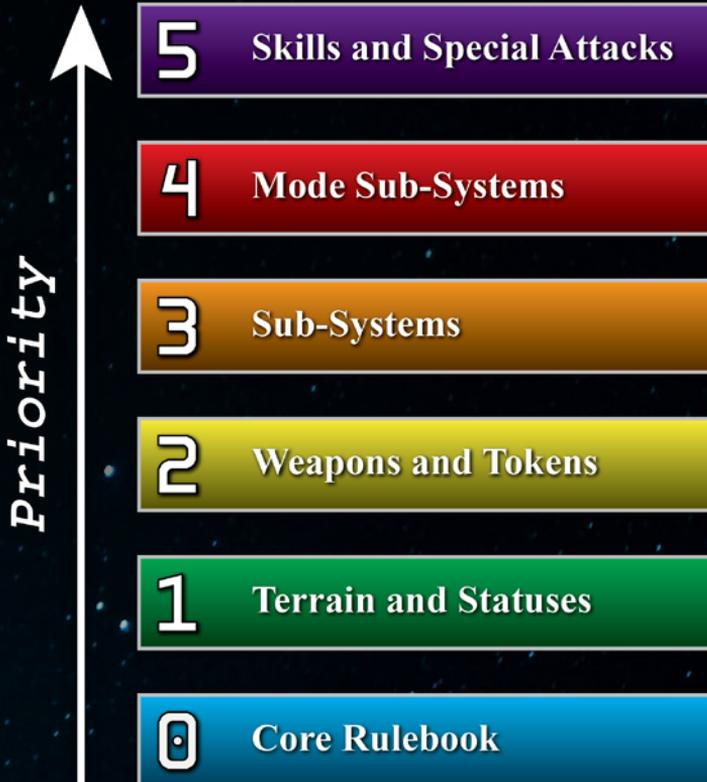 5 Skills and Special Attacks
4 Mode Sub-Systems
3 Sub-Systems
2 Weapons and Tokens
1 Terrain and Statuses
0 Core Rulebook
Priority